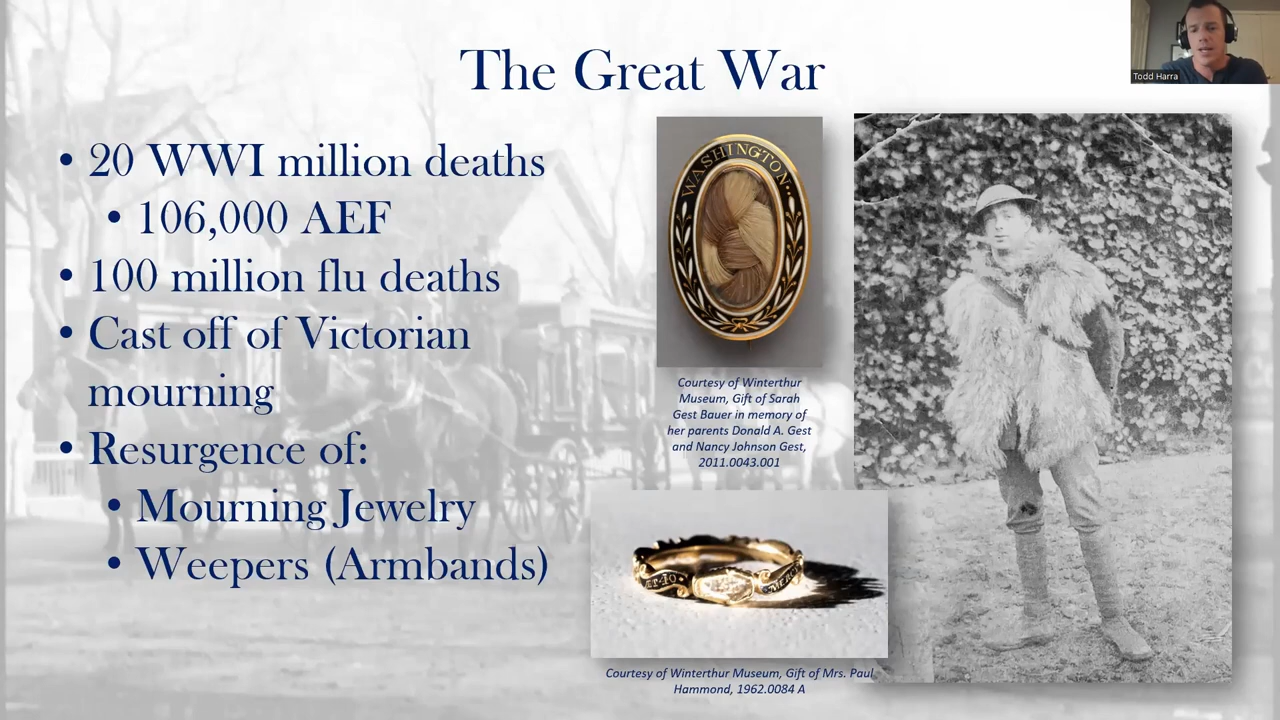 The Great War
• 20 WWI million deaths
• 106,000 AEF
• 100 million flu deaths
• Cast off of Victorian
mourning
• Resurgence of:
• Mourning Jewelry
• Weepers (Armbands)
WASHINGTON
Courtesy of Winterthur
Museum, Gift of Sarah
Gest Bauer in memory of
her parents Donald A. Gest
and Nancy Johnson Gest,
2011.0043.001
Courtesy of Winterthur Museum, Gift of Mrs. Paul
Hammond, 1962.0084 A
Todd Harra